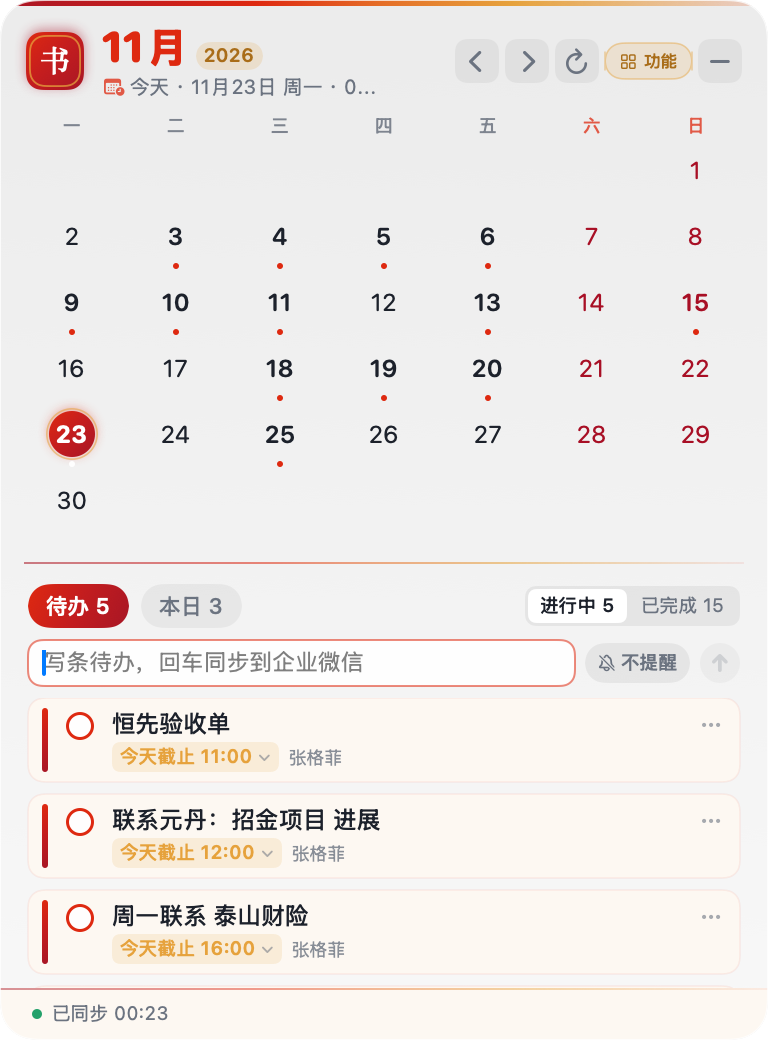 书
11月 2026
今天 · 11月23日 周一 · 0...
功能
一 二 三 四 五 六 日
1
2 3 4 5 6 7 8
9 10 11 12 13 14 15
16 17 18 19 20 21 22
23 24 25 26 27 28 29
30
待办 5 本日 3 进行中 5 已完成 15
写条待办，回车同步到企业微信 不提醒
恒先验收单
今天截止 11:00 张格菲
联系元丹：招金项目 进展
今天截止 12:00 张格菲
周一联系 泰山财险
今天截止 16:00 张格菲
已同步 00:23